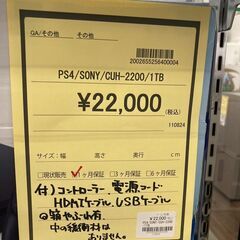 QA/その他 その他
2002655256400004
PS4/SONY/CUH-2200/1TB
¥22,000 (税込)
110824
サイズ:幅 高さ cm 奥行
□現状販売 ☑1ヶ月保証 □3ヶ月保証 □6ヶ月保証
付)コントローラー、電源コード
HDMIケーブル、USBケーブル
◎箱やぶれ有。
中の緩衝材は
ありません。
¥22,000